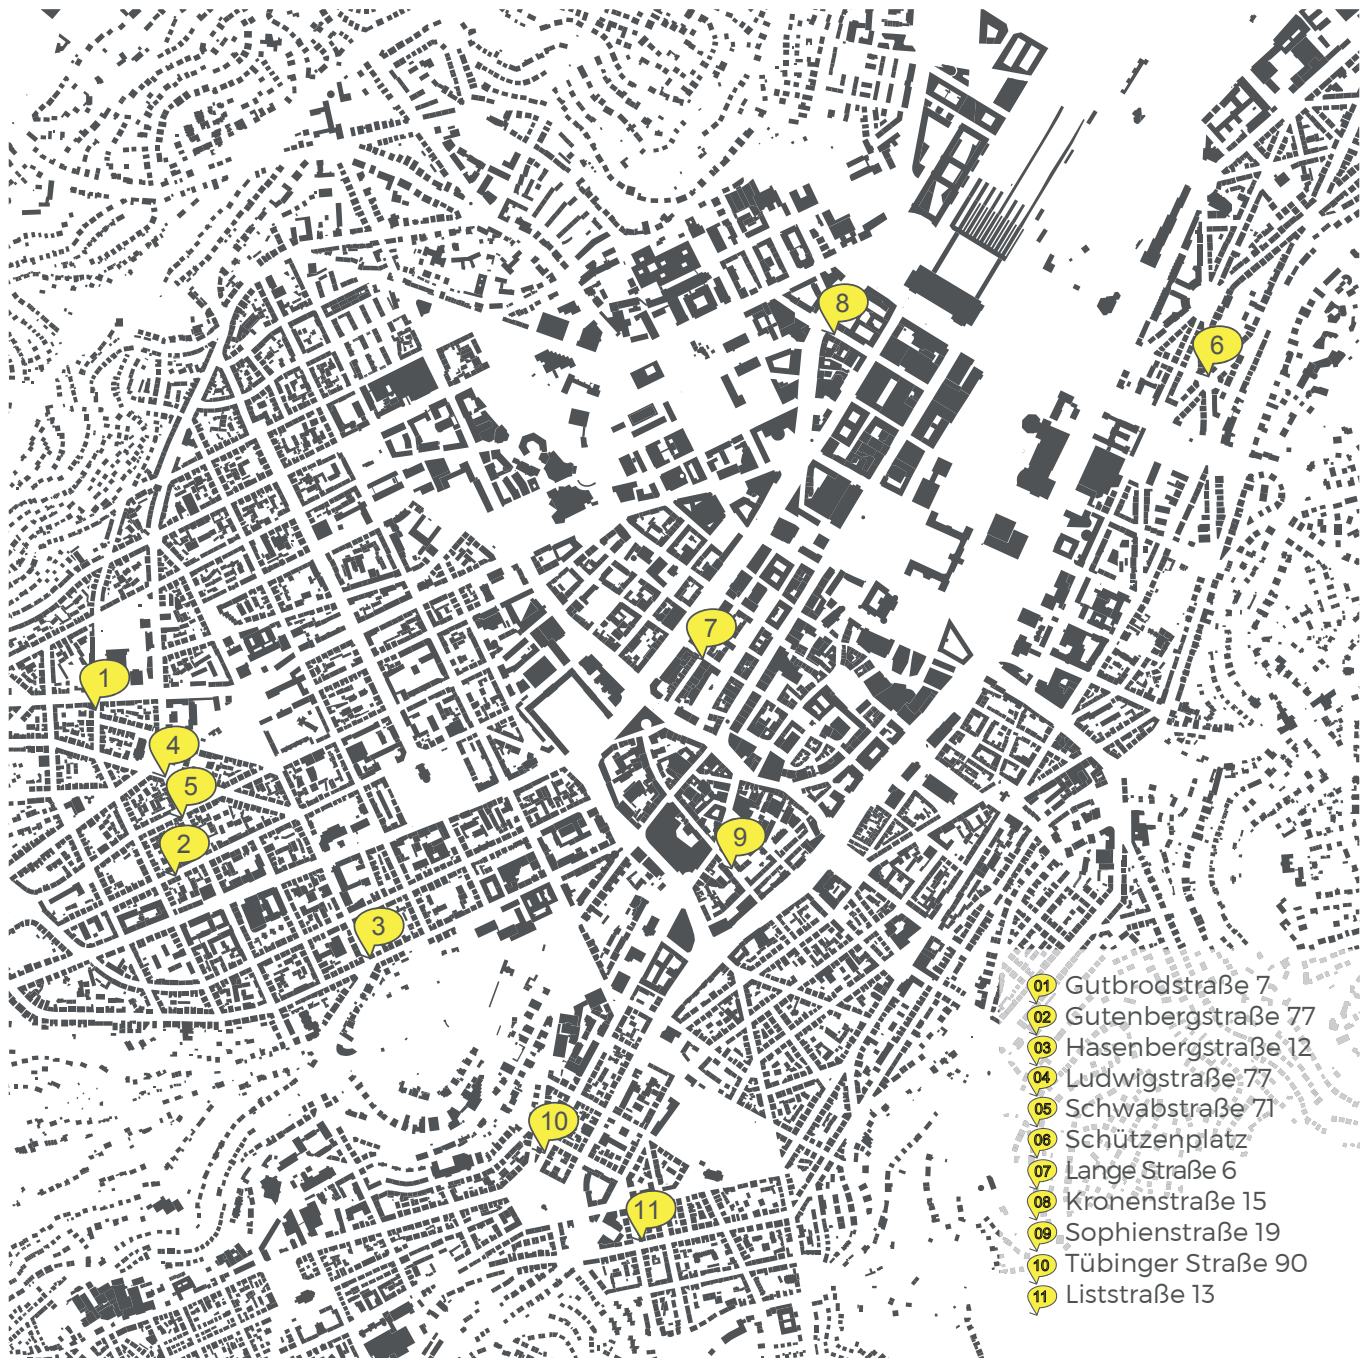 8
6
7
1
4
5
2
9
3
10
11
01 Gutbrodstraße 7
02 Gutenbergstraße 77
03 Hasenbergstraße 12
04 Ludwigstraße 77
05 Schwabstraße 71
06 Schützenplatz
07 Lange Straße 6
08 Kronenstraße 15
09 Sophienstraße 19
10 Tübinger Straße 90
11 Liststraße 13